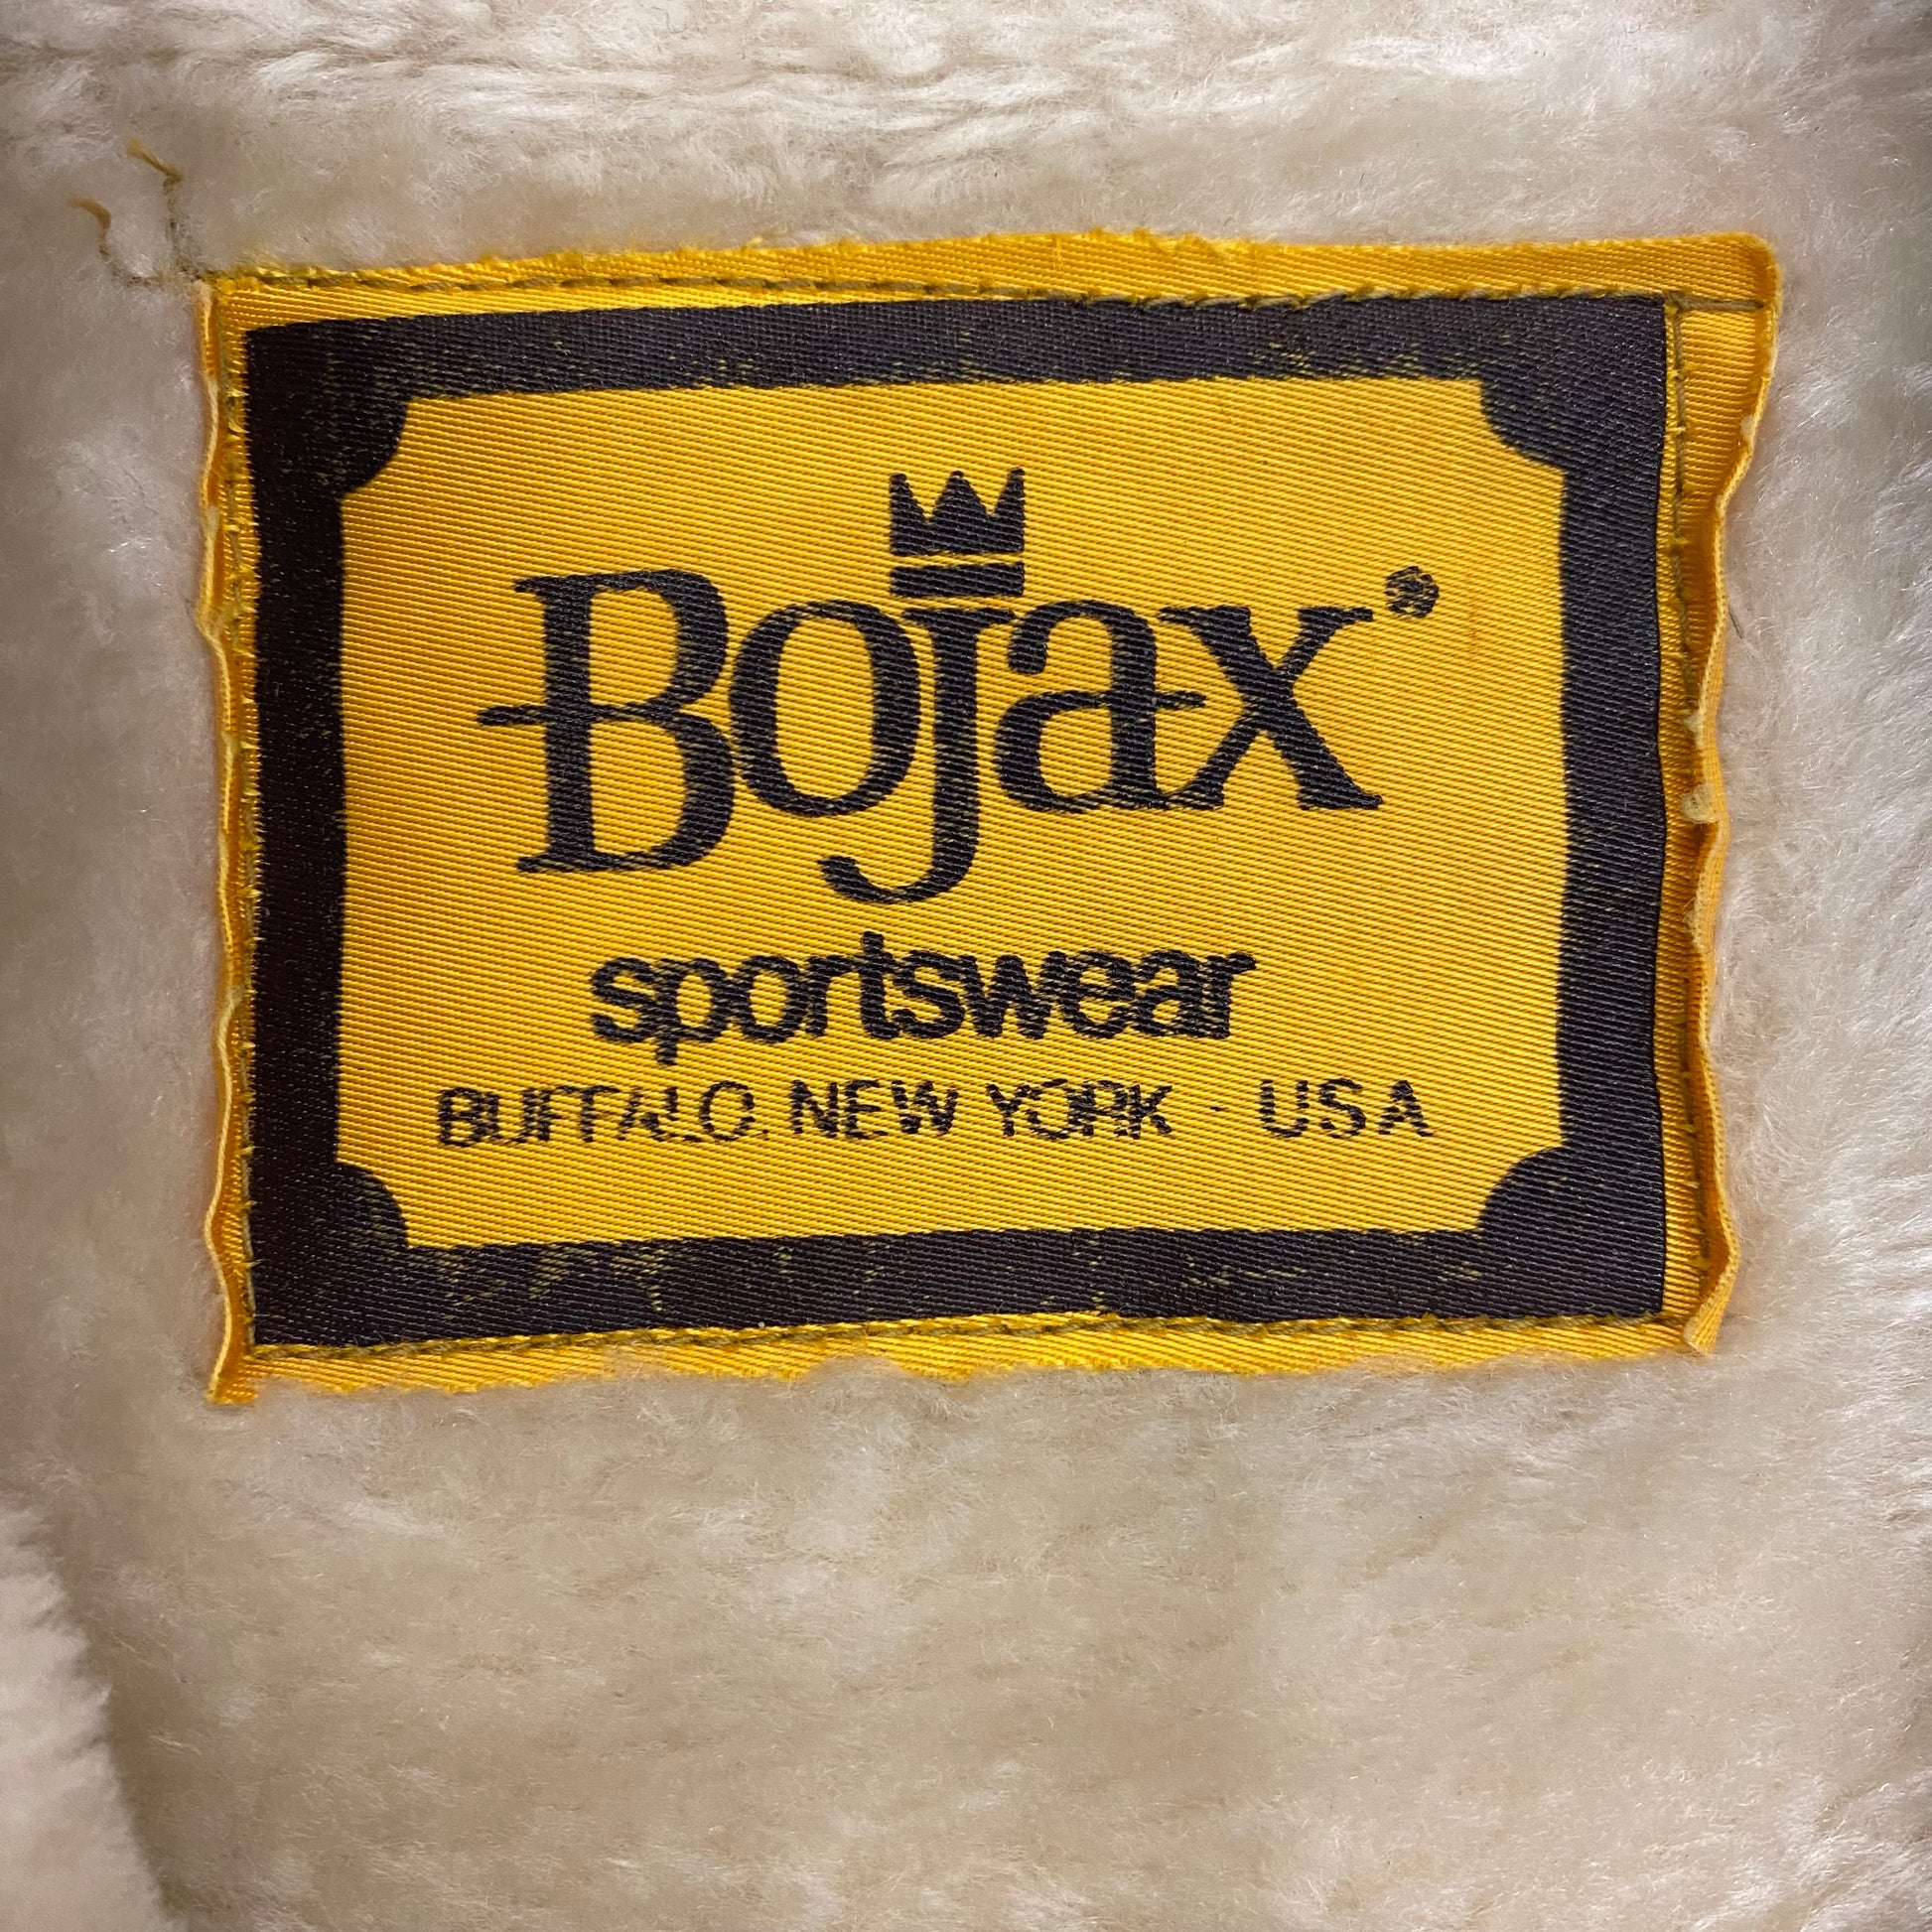 Bojax®
sportswear
BUFFALO, NEW YORK - USA